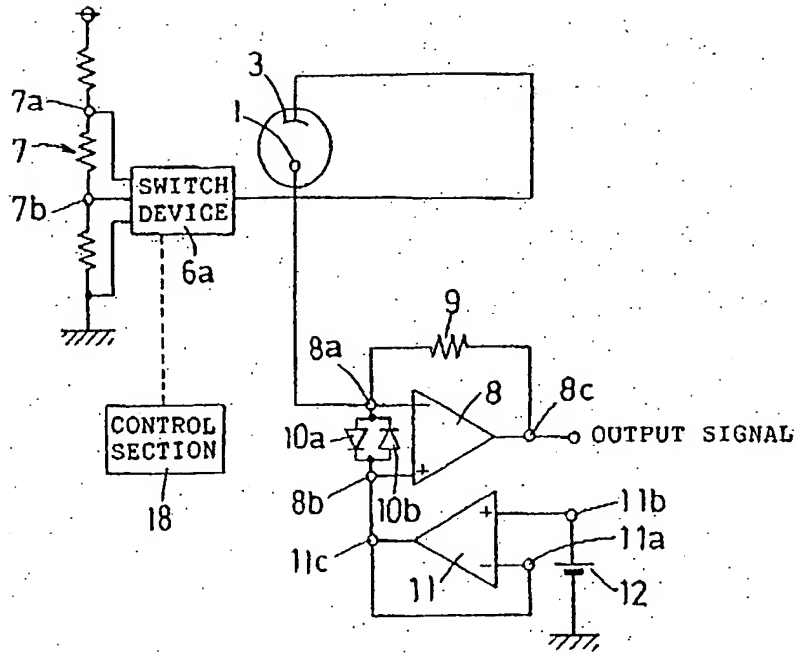 3
7a
1
7
SWITCH
DEVICE
7b
6a
9
8a
8
8c
CONTROL
SECTION
10a
OUTPUT SIGNAL
18
8b
10b
11b
11c
11
11a
12
+
-
+
-